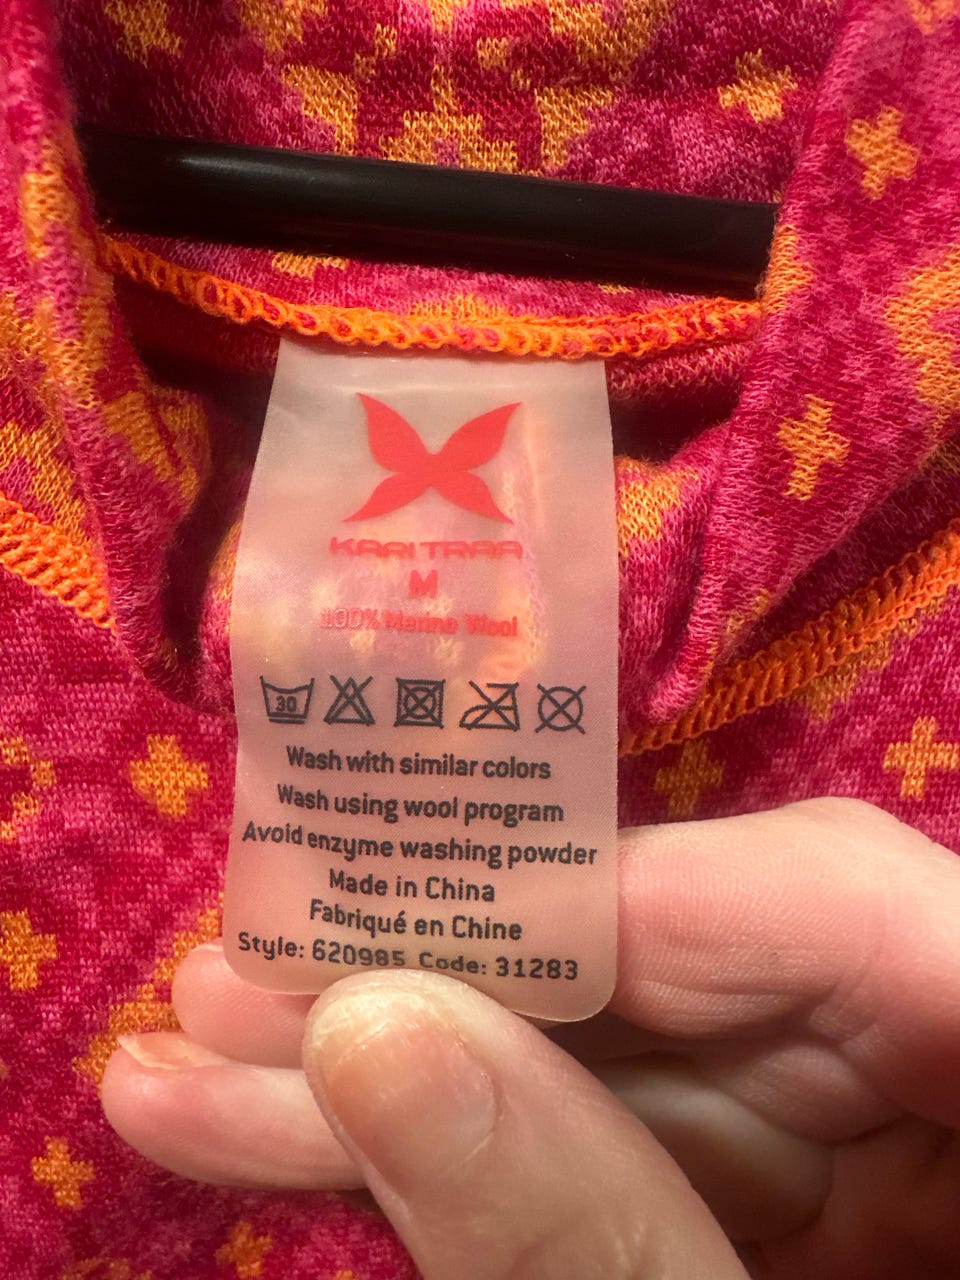 KARI TRAA
M
100% Merino Wool
30
Wash with similar colors
Wash using wool program
Avoid enzyme washing powder
Made in China
Fabriqué en Chine
Style: 620985 Code: 31283